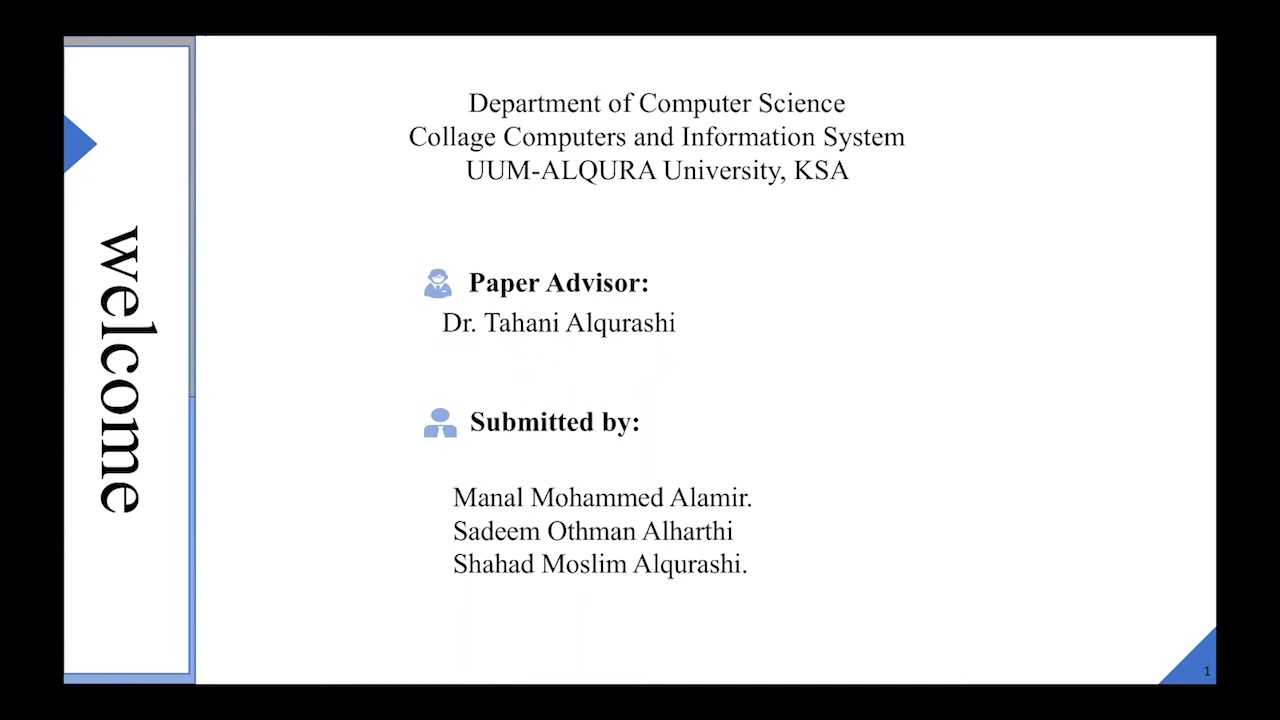 welcome
Department of Computer Science
Collage Computers and Information System
UUM-ALQURA University, KSA
Paper Advisor:
Dr. Tahani Alqurashi
Submitted by:
Manal Mohammed Alamir.
Sadeem Othman Alharthi
Shahad Moslim Alqurashi.
1